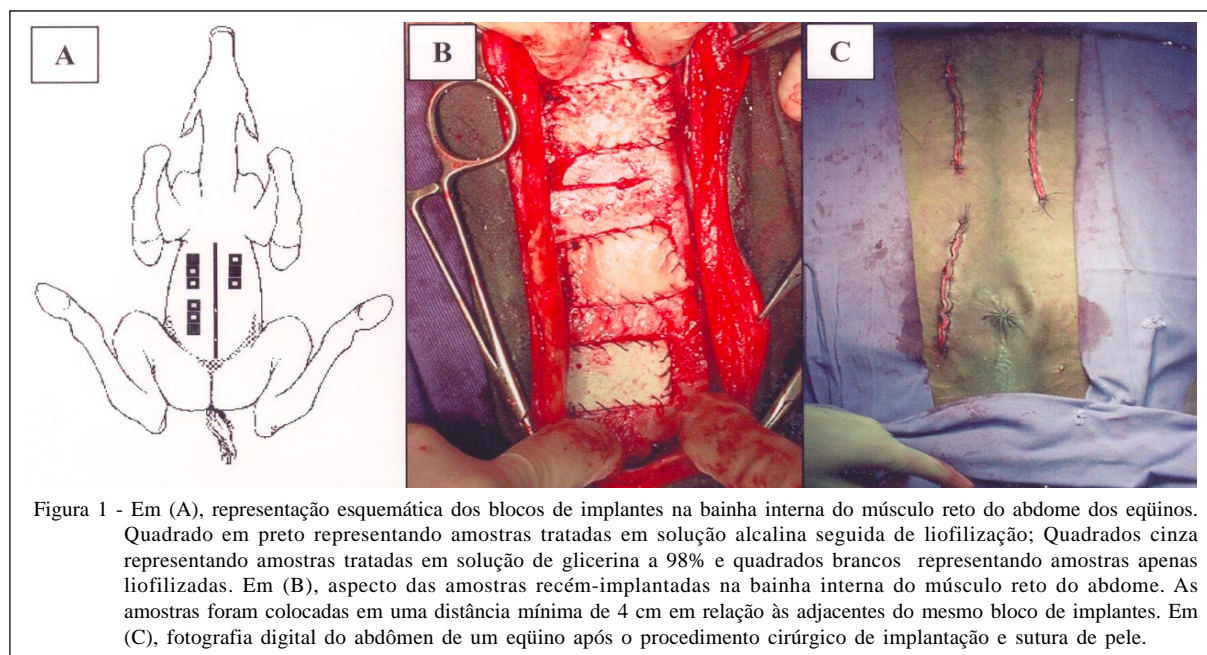 A
B
C
Figura 1 - Em (A), representação esquemática dos blocos de implantes na bainha interna do músculo reto do abdome dos eqüinos.
Quadrado em preto representando amostras tratadas em solução alcalina seguida de liofilização; Quadrados cinza
representando amostras tratadas em solução de glicerina a 98% e quadrados brancos representando amostras apenas
liofilizadas. Em (B), aspecto das amostras recém-implantadas na bainha interna do músculo reto do abdome. As
amostras foram colocadas em uma distância mínima de 4 cm em relação às adjacentes do mesmo bloco de implantes. Em
(C), fotografia digital do abdômen de um eqüino após o procedimento cirúrgico de implantação e sutura de pele.